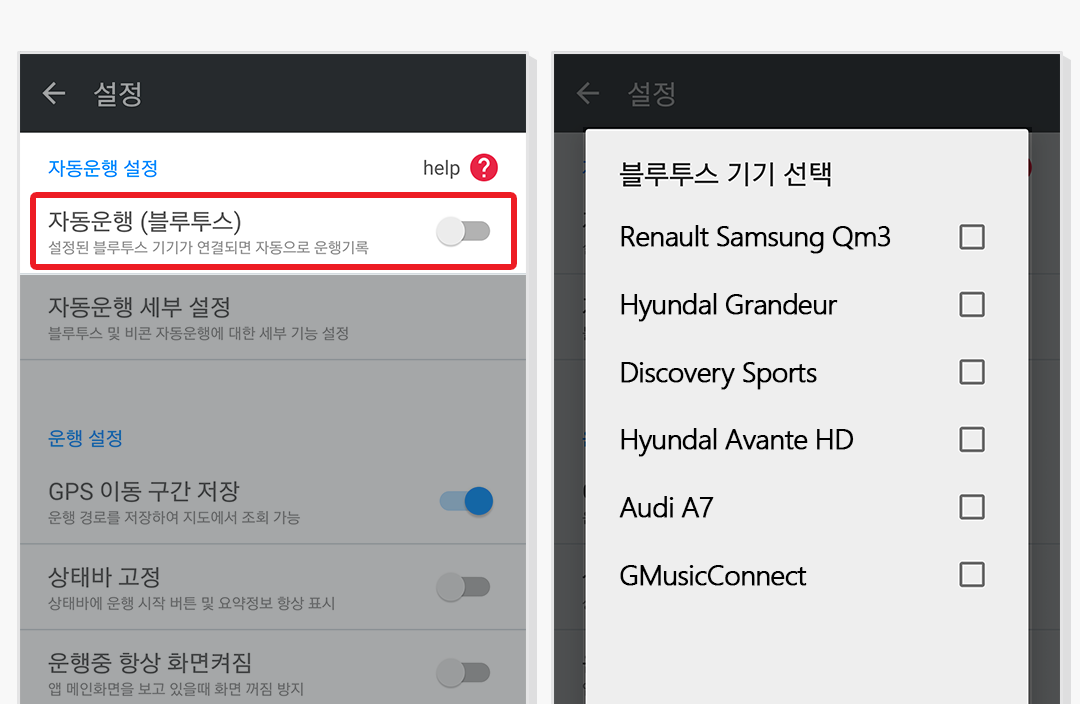 설정
자동운행 설정
help ?
자동운행 (블루투스)
설정된 블루투스 기기가 연결되면 자동으로 운행기록
자동운행 세부 설정
블루투스 및 비콘 자동운행에 대한 세부 기능 설정
운행 설정
GPS 이동 구간 저장
운행 경로를 저장하여 지도에서 조회 가능
상태바 고정
상태바에 운행 시작 버튼 및 요약정보 항상 표시
운행중 항상 화면켜짐
앱 메인화면을 보고 있을때 화면 꺼짐 방지
설정
블루투스 기기 선택
Renault Samsung Qm3
Hyundal Grandeur
Discovery Sports
Hyundal Avante HD
Audi A7
GMusicConnect